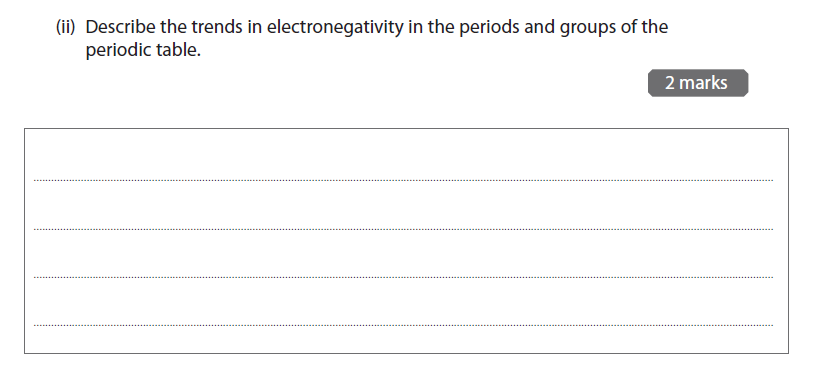 (ii) Describe the trends in electronegativity in the periods and groups of the
periodic table.
2 marks